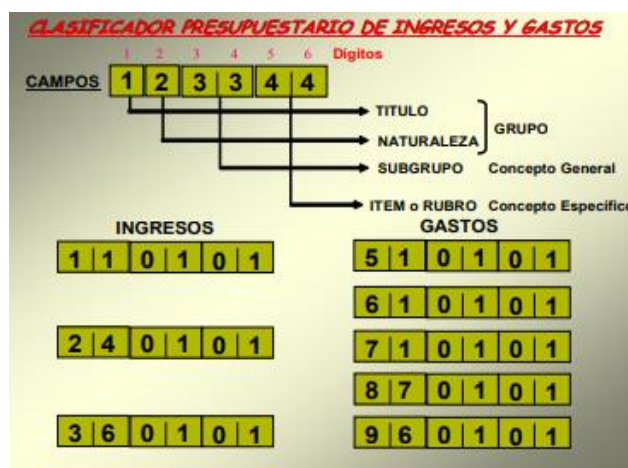 CLASIFICADOR PRESUPUESTARIO DE INGRESOS Y GASTOS
1 2 3 4 5 6 Dígitos
CAMPOS 1 2 3 3 4 4
TITULO
GRUPO
NATURALEZA
SUBGRUPO Concepto General
ITEM o RUBRO Concepto Específico
INGRESOS GASTOS
1 1 0 1 0 1 5 1 0 1 0 1
6 1 0 1 0 1
2 4 0 1 0 1 7 1 0 1 0 1
8 7 0 1 0 1
3 6 0 1 0 1 9 6 0 1 0 1